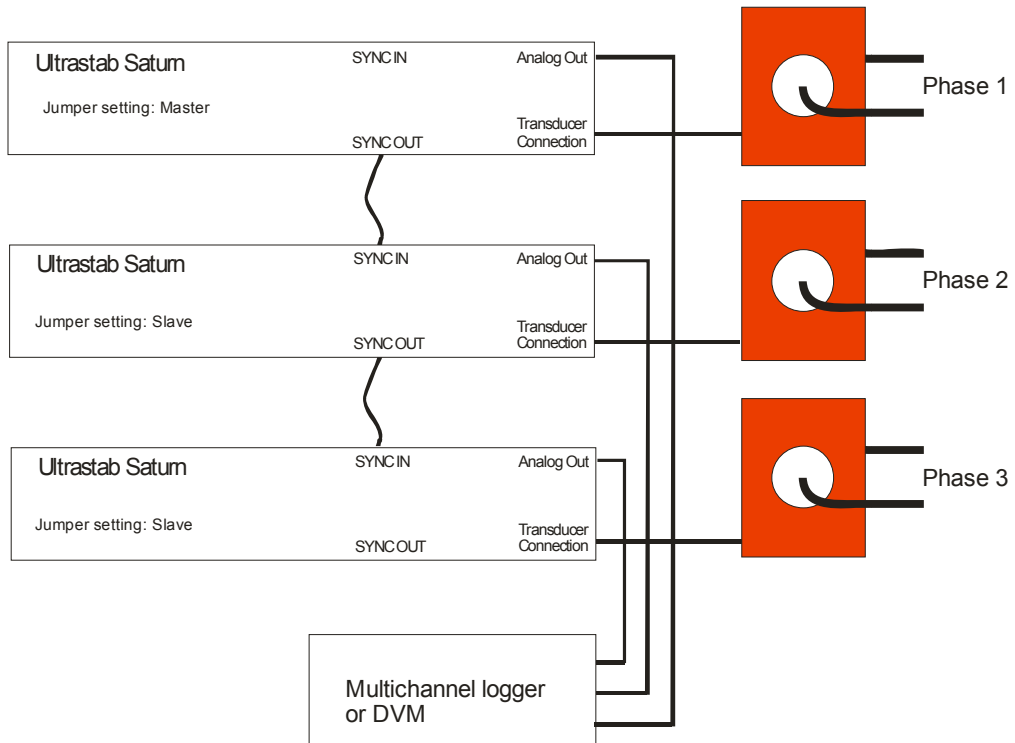 Ultrastab Saturn
SYNC IN
Analog Out
Jumper setting: Master
Transducer
Connection
SYNC OUT
Phase 1
Ultrastab Saturn
SYNC IN
Analog Out
Jumper setting: Slave
Transducer
Connection
SYNC OUT
Phase 2
Ultrastab Saturn
SYNC IN
Analog Out
Jumper setting: Slave
Transducer
Connection
SYNC OUT
Phase 3
Multichannel logger
or DVM